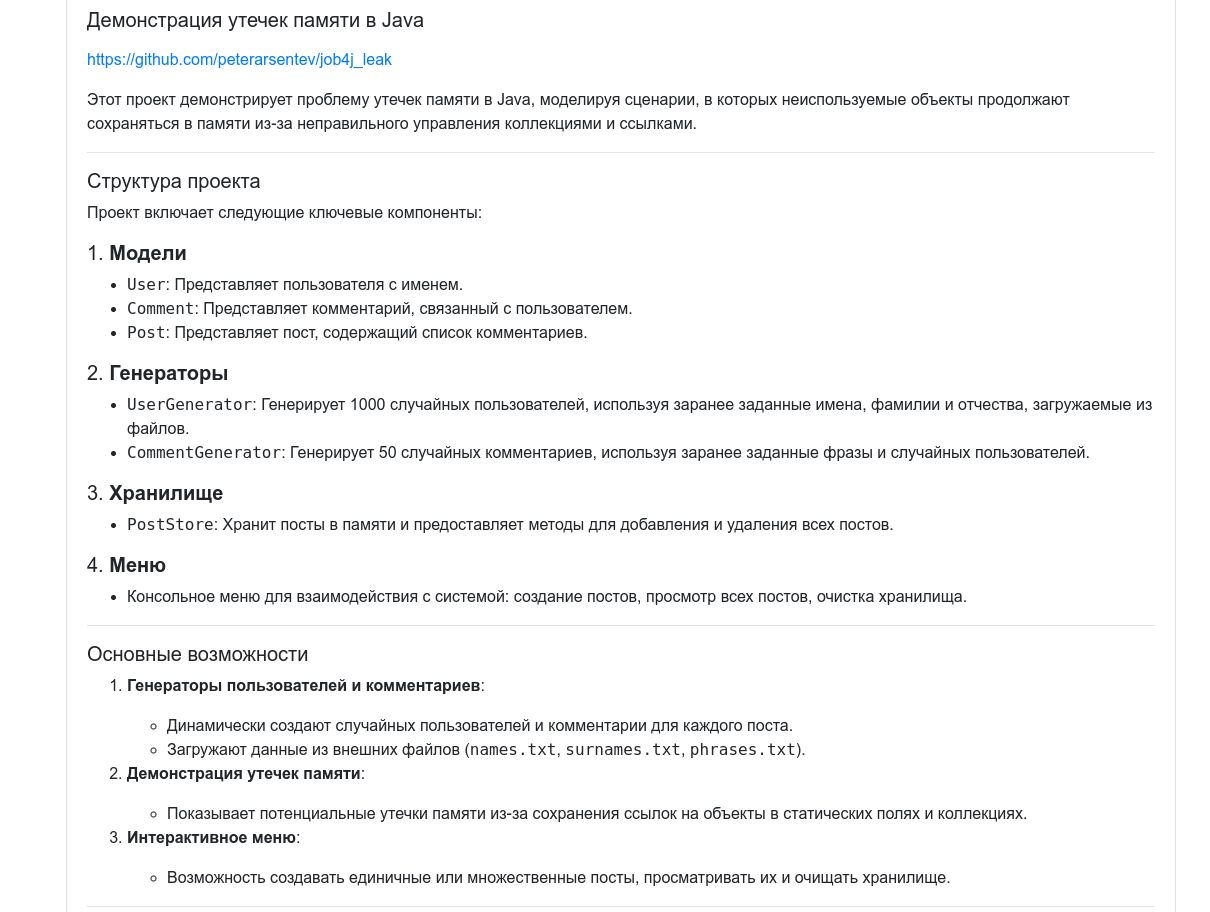 Демонстрация утечек памяти в Java
https://github.com/peterarsentev/job4j_leak
Этот проект демонстрирует проблему утечек памяти в Java, моделируя сценарии, в которых неиспользуемые объекты продолжают
сохраняться в памяти из-за неправильного управления коллекциями и ссылками.
Структура проекта
Проект включает следующие ключевые компоненты:
1. Модели
• User: Представляет пользователя с именем.
• Comment: Представляет комментарий, связанный с пользователем.
• Post: Представляет пост, содержащий список комментариев.
2. Генераторы
• UserGenerator: Генерирует 1000 случайных пользователей, используя заранее заданные имена, фамилии и отчества, загружаемые из
файлов.
• CommentGenerator: Генерирует 50 случайных комментариев, используя заранее заданные фразы и случайных пользователей.
3. Хранилище
• PostStore: Хранит посты в памяти и предоставляет методы для добавления и удаления всех постов.
4. Меню
• Консольное меню для взаимодействия с системой: создание постов, просмотр всех постов, очистка хранилища.
Основные возможности
1. Генераторы пользователей и комментариев:
◦ Динамически создают случайных пользователей и комментарии для каждого поста.
◦ Загружают данные из внешних файлов (names.txt, surnames.txt, phrases.txt).
2. Демонстрация утечек памяти:
◦ Показывает потенциальные утечки памяти из-за сохранения ссылок на объекты в статических полях и коллекциях.
3. Интерактивное меню:
◦ Возможность создавать единичные или множественные посты, просматривать их и очищать хранилище.